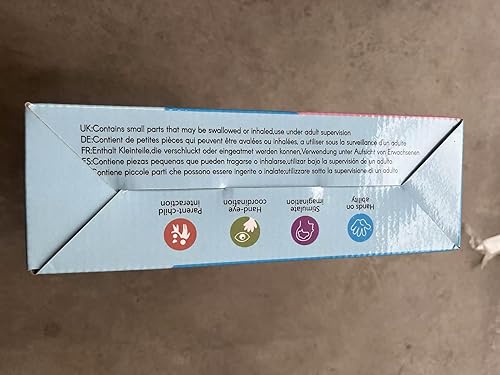 UK:Contains small parts that may be swallowed or inhaled,use under adult supervision
DE:Contient de petites pièces qui peuvent être avalées ou inhalées, a utiliser sous la surveillance d'un adulte
FR:Enthalt Kleinteile,die verschluckt oder eingeatmet werden konnen,Verwendung unter Aufsicht von Erwachsenen
ES:Contiene piezas pequenas que pueden tragarse o inhalarse,utilizar bajo la supervisión de un adulto
Contiene piccole parti che possono essere ingerite o inalate,utilizzare sotto la supervisione di un adulto
Hands on
ability
Stimulate
imagination
Hand-eye
coordination
Parent-child
interaction